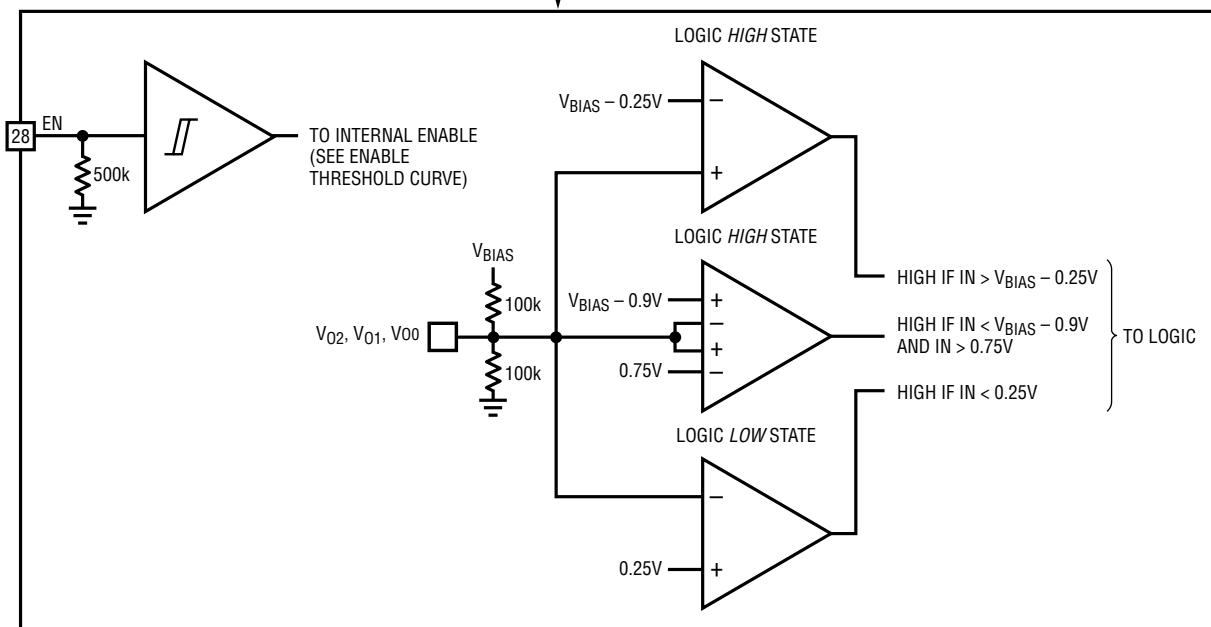 LOGIC HIGH STATE
VBIAS – 0.25V
–
+
28
EN
500k
TO INTERNAL ENABLE
(SEE ENABLE
THRESHOLD CURVE)
LOGIC HIGH STATE
VBIAS
100k
VBIAS – 0.9V
+
–
+
–
VO2, VO1, VO0
100k
0.75V
HIGH IF IN > VBIAS – 0.25V
HIGH IF IN < VBIAS – 0.9V
AND IN > 0.75V
TO LOGIC
HIGH IF IN < 0.25V
LOGIC LOW STATE
–
0.25V
+